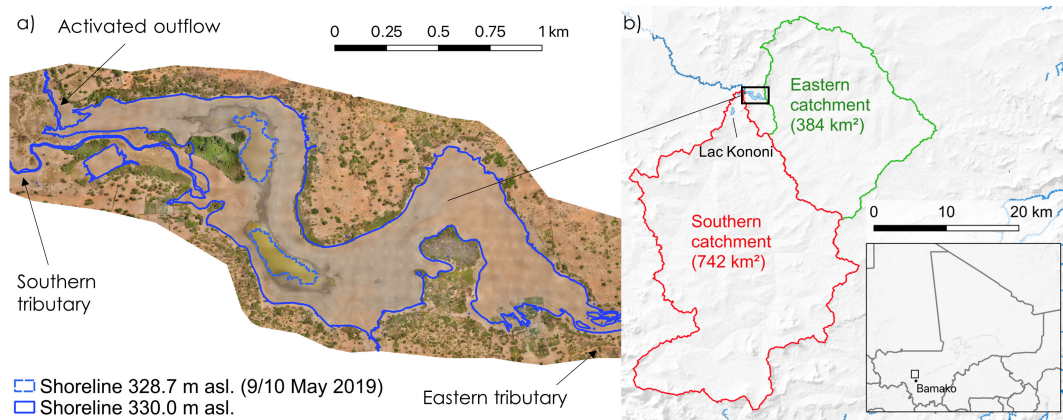 a)
Activated outflow
0 0.25 0.5 0.75 1 km
Southern
tributary
Eastern tributary
Shoreline 328.7 m asl. (9/10 May 2019)
Shoreline 330.0 m asl.
b)
Eastern
catchment
(384 km²)
Lac Kononi
Southern
catchment
(742 km²)
0 10 20 km
Bamako